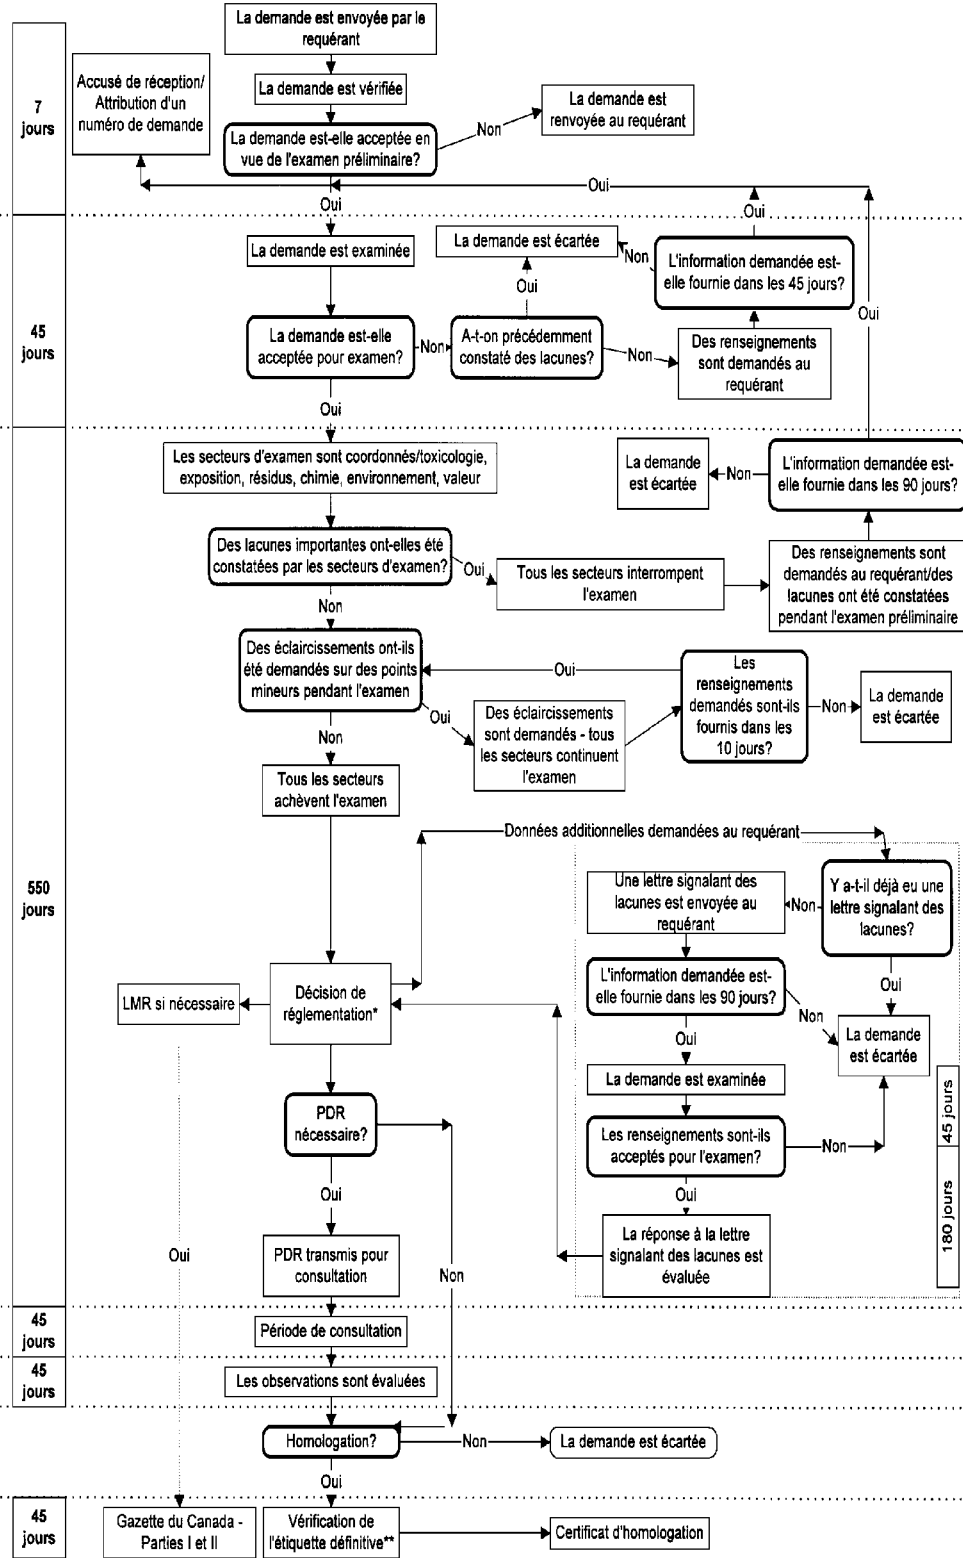 La demande est envoyée par le
requérant
7
jours
Accusé de réception/
Attribution d'un
numéro de demande
La demande est vérifiée
La demande est
renvoyée au requérant
Non
La demande est-elle acceptée en
vue de l'examen préliminaire?
Oui
Oui
Oui
45
jours
La demande est examinée
La demande est écartée
Non
L'information demandée est-
elle fournie dans les 45 jours?
Oui
Oui
La demande est-elle
acceptée pour examen?
Non
A-t-on précédemment
constaté des lacunes?
Non
Des renseignements
sont demandés au
requérant
Oui
550
jours
Les secteurs d'examen sont coordonnés/toxicologie,
exposition, résidus, chimie, environnement, valeur
La demande
est écartée
Non
L'information demandée est-
elle fournie dans les 90 jours?
Des lacunes importantes ont-elles été
constatées par les secteurs d'examen?
Oui
Tous les secteurs interrompent
l'examen
Des renseignements sont
demandés au requérant/des
lacunes ont été constatées
pendant l'examen préliminaire
Non
Des éclaircissements ont-ils
été demandés sur des points
mineurs pendant l'examen
Oui
Les
renseignements
demandés sont-ils
fournis dans les
10 jours?
Non
La demande
est écartée
Oui
Des éclaircissements
sont demandés - tous
les secteurs continuent
l'examen
Non
Tous les secteurs
achèvent l'examen
Données additionnelles demandées au requérant
Une lettre signalant des
lacunes est envoyée au
requérant
Non
Y a-t-il déjà eu une
lettre signalant des
lacunes?
LMR si nécessaire
Décision de
réglementation*
L'information demandée est-
elle fournie dans les 90 jours?
Oui
Non
La demande
est écartée
Oui
La demande est examinée
PDR
nécessaire?
Les renseignements sont-ils
acceptés pour l'examen?
Non
45 jours
180 jours
Oui
Oui
Oui
PDR transmis pour
consultation
Non
La réponse à la lettre
signalant des lacunes est
évaluée
45
jours
Période de consultation
45
jours
Les observations sont évaluées
Homologation?
Non
La demande est écartée
Oui
45
jours
Gazette du Canada -
Parties I et II
Vérification de
l'étiquette définitive**
Certificat d'homologation